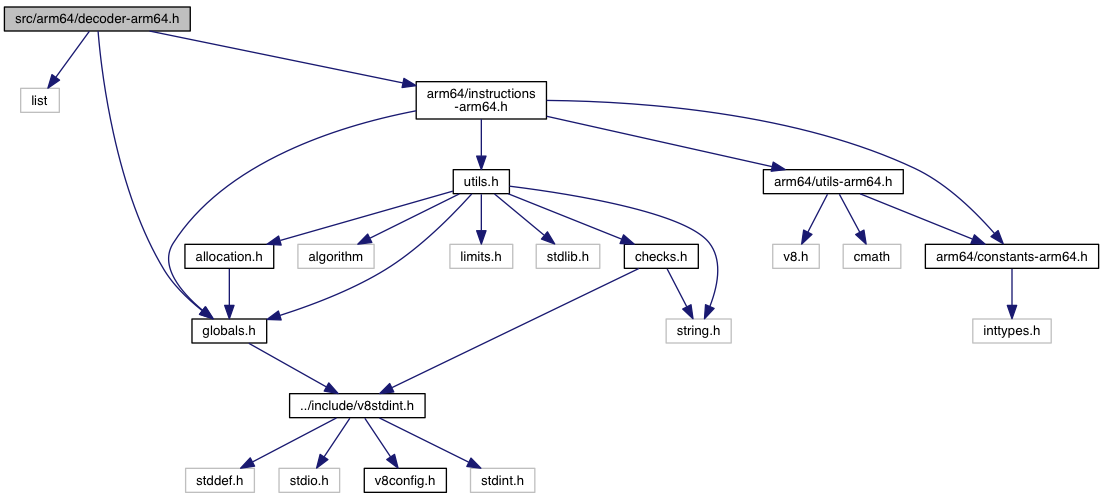 src/arm64/decoder-arm64.h
list
arm64/instructions
-arm64.h
utils.h
arm64/utils-arm64.h
allocation.h
algorithm
limits.h
stdlib.h
checks.h
v8.h
cmath
arm64/constants-arm64.h
globals.h
string.h
inttypes.h
../include/v8stdint.h
stddef.h
stdio.h
v8config.h
stdint.h